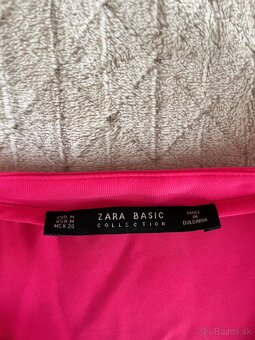 EUR M
USA M
MEX 28
ZARA BASIC
COLLECTION
MADE
IN
BULGARIA
© bazos.sk